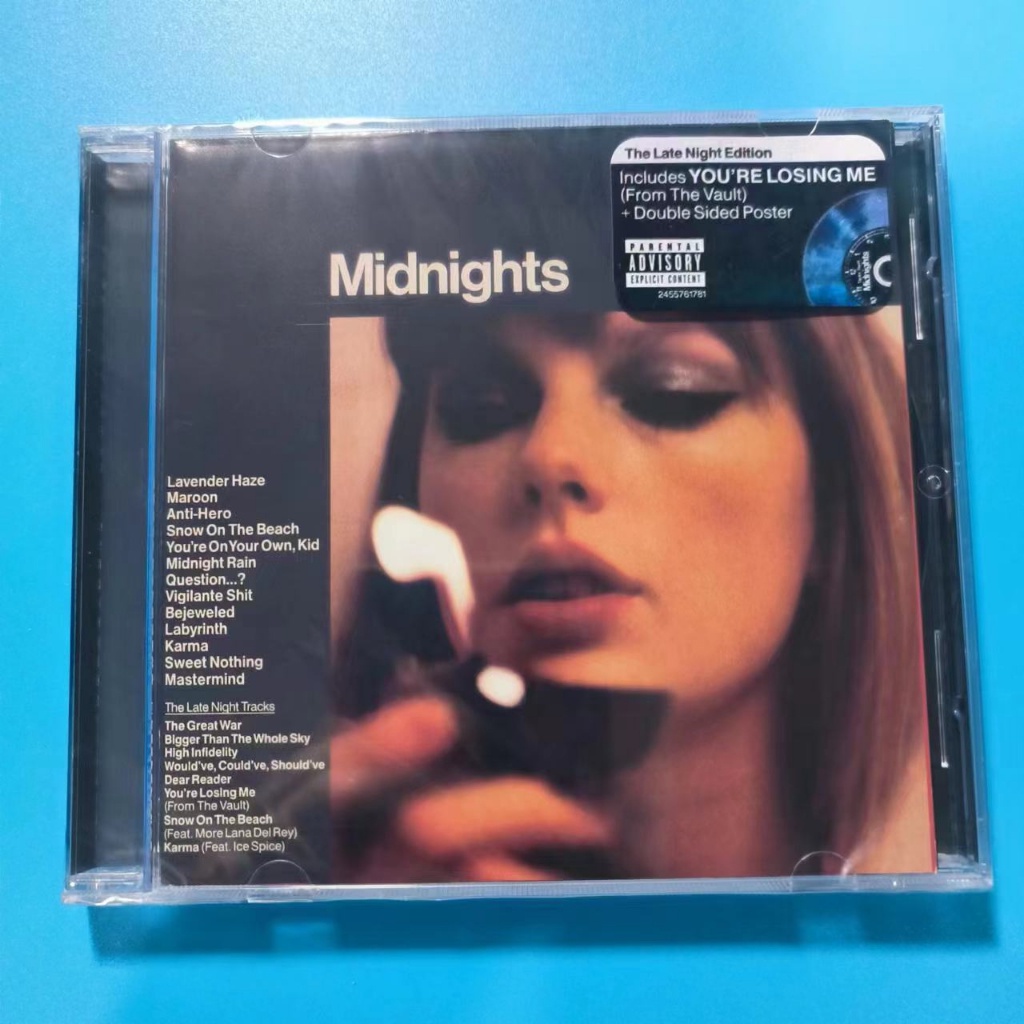 The Late Night Edition
Includes YOU'RE LOSING ME
(From The Vault)
+ Double Sided Poster
PARENTAL
ADVISORY
EXPLICIT CONTENT
2455761781
Midnights
Midnights
Lavender Haze
Maroon
Anti-Hero
Snow On The Beach
You're On Your Own, Kid
Midnight Rain
Question...?
Vigilante Shit
Bejeweled
Labyrinth
Karma
Sweet Nothing
Mastermind
The Late Night Tracks
The Great War
Bigger Than The Whole Sky
High Infidelity
Would've, Could've, Should've
Dear Reader
You're Losing Me
(From The Vault)
Snow On The Beach
(Feat. More Lana Del Rey)
Karma (Feat. Ice Spice)